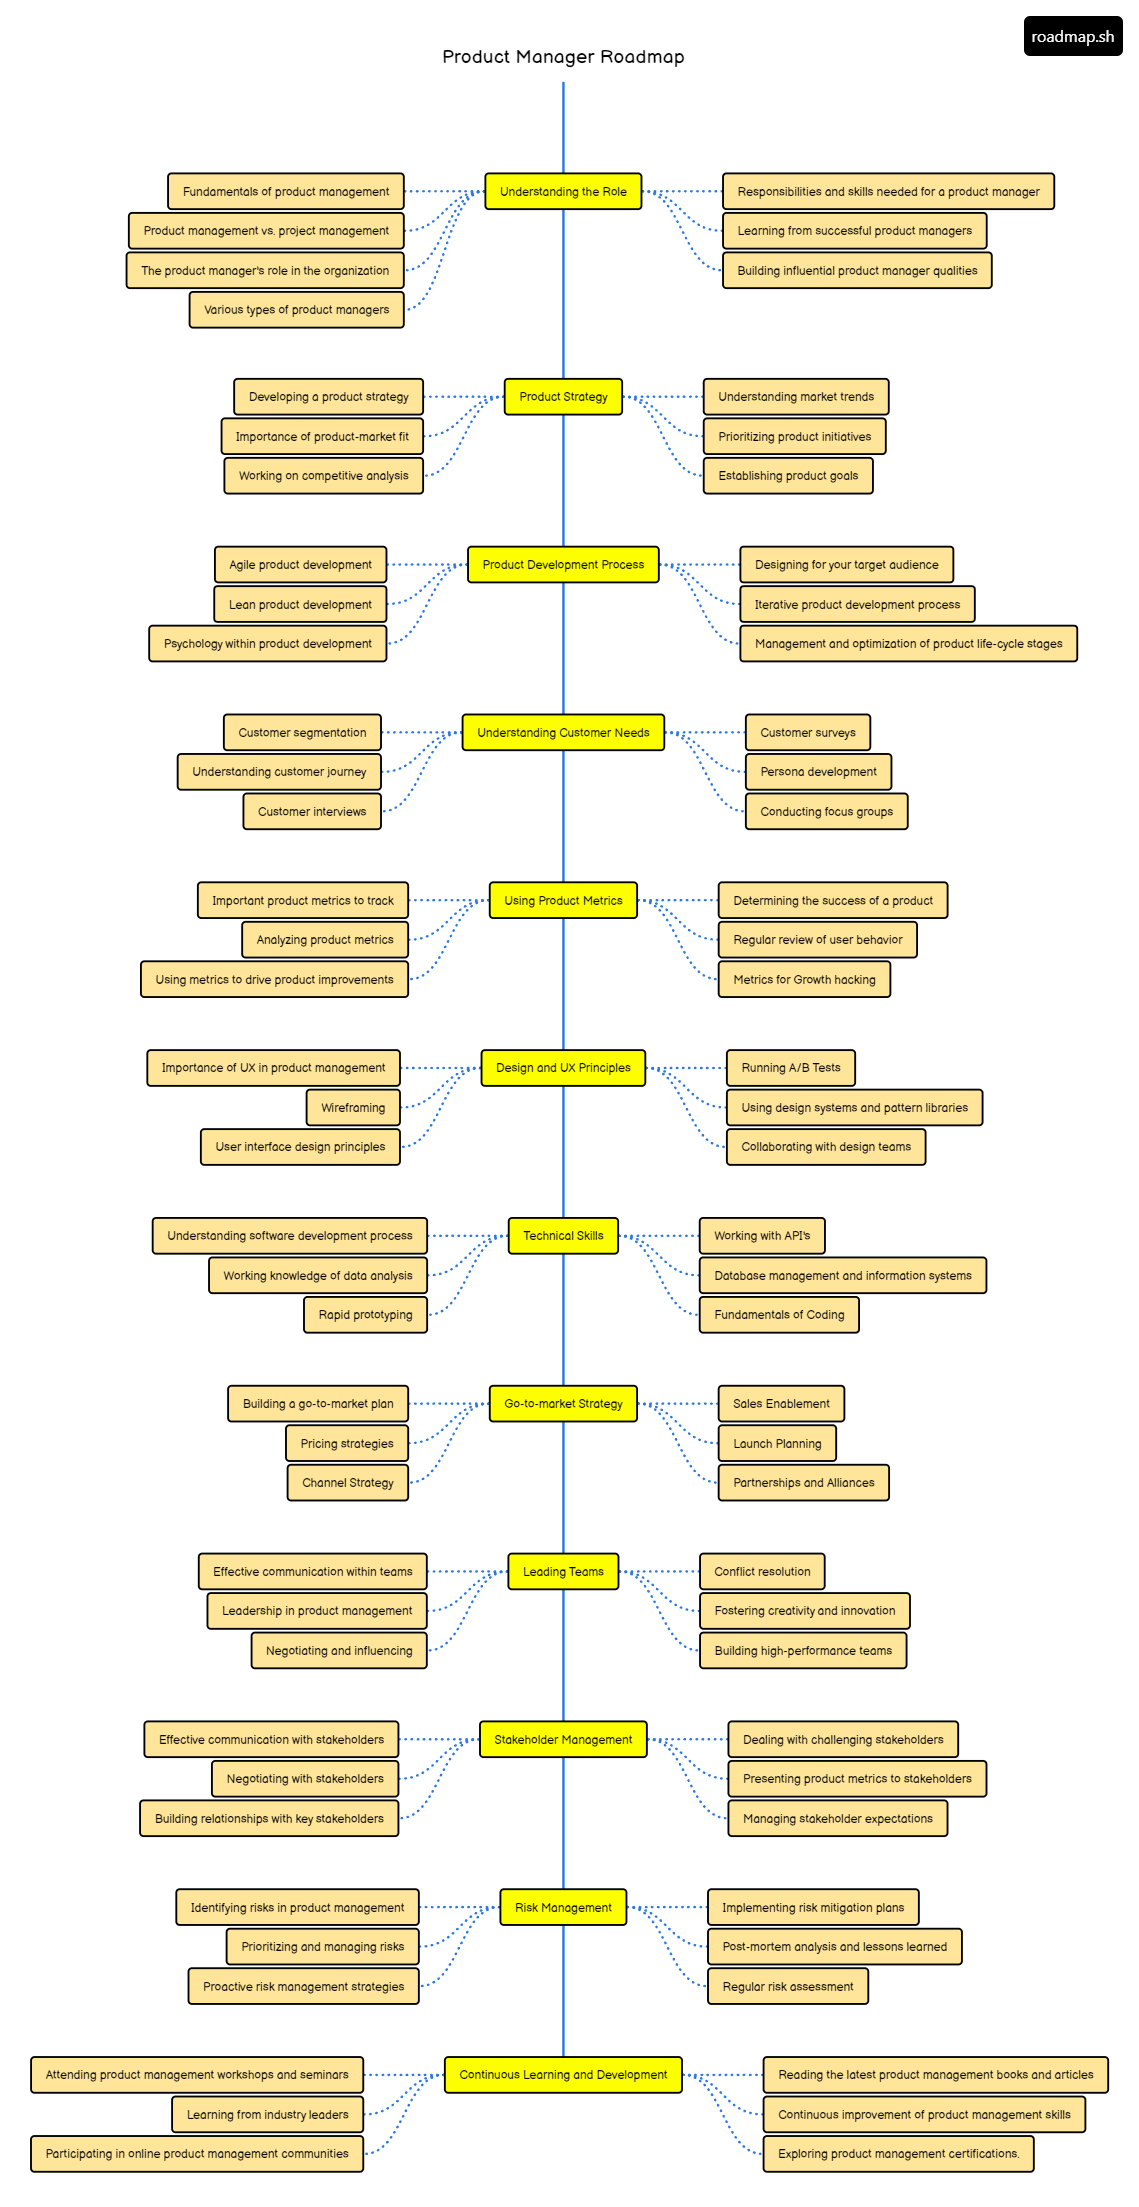 roadmap.sh
Product Manager Roadmap
Fundamentals of product management
Product management vs. project management
The product manager's role in the organization
Various types of product managers
Understanding the Role
Responsibilities and skills needed for a product manager
Learning from successful product managers
Building influential product manager qualities
Developing a product strategy
Importance of product-market fit
Working on competitive analysis
Product Strategy
Understanding market trends
Prioritizing product initiatives
Establishing product goals
Agile product development
Lean product development
Psychology within product development
Product Development Process
Designing for your target audience
Iterative product development process
Management and optimization of product life-cycle stages
Customer segmentation
Understanding customer journey
Customer interviews
Understanding Customer Needs
Customer surveys
Persona development
Conducting focus groups
Important product metrics to track
Analyzing product metrics
Using metrics to drive product improvements
Using Product Metrics
Determining the success of a product
Regular review of user behavior
Metrics for Growth hacking
Importance of UX in product management
Wireframing
User interface design principles
Design and UX Principles
Running A/B Tests
Using design systems and pattern libraries
Collaborating with design teams
Understanding software development process
Working knowledge of data analysis
Rapid prototyping
Technical Skills
Working with API's
Database management and information systems
Fundamentals of Coding
Building a go-to-market plan
Pricing strategies
Channel Strategy
Go-to-market Strategy
Sales Enablement
Launch Planning
Partnerships and Alliances
Effective communication within teams
Leadership in product management
Negotiating and influencing
Leading Teams
Conflict resolution
Fostering creativity and innovation
Building high-performance teams
Effective communication with stakeholders
Negotiating with stakeholders
Building relationships with key stakeholders
Stakeholder Management
Dealing with challenging stakeholders
Presenting product metrics to stakeholders
Managing stakeholder expectations
Identifying risks in product management
Prioritizing and managing risks
Proactive risk management strategies
Risk Management
Implementing risk mitigation plans
Post-mortem analysis and lessons learned
Regular risk assessment
Attending product management workshops and seminars
Learning from industry leaders
Participating in online product management communities
Continuous Learning and Development
Reading the latest product management books and articles
Continuous improvement of product management skills
Exploring product management certifications.